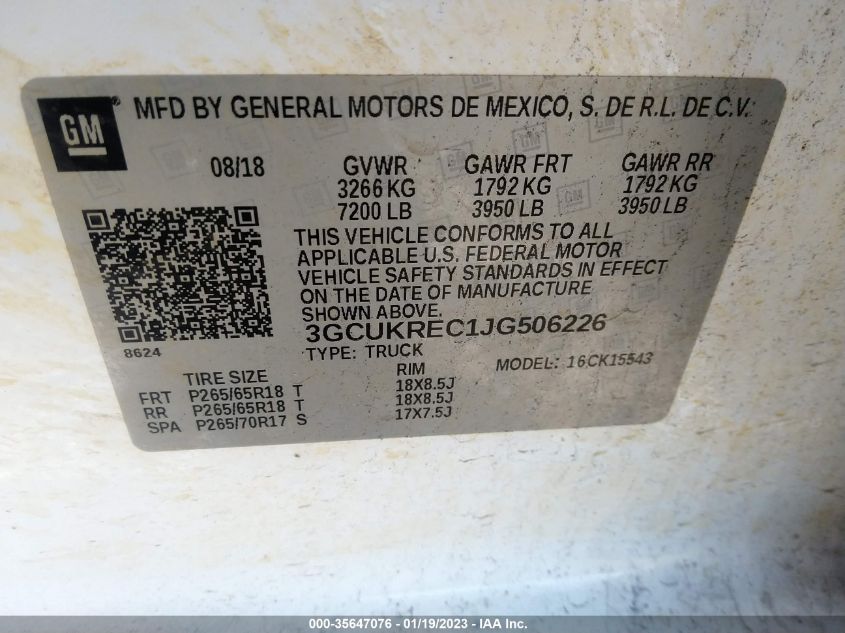 GM
MFD BY GENERAL MOTORS DE MEXICO, S. DE R.L. DE C.V.
08/18 GVWR GAWR FRT GAWR RR
3266 KG 1792 KG 1792 KG
7200 LB 3950 LB 3950 LB
THIS VEHICLE CONFORMS TO ALL
APPLICABLE U.S. FEDERAL MOTOR
VEHICLE SAFETY STANDARDS IN EFFECT
ON THE DATE OF MANUFACTURE
SHOWN ABOVE.
3GCUKREC1JG506226
8624
TYPE: TRUCK MODEL: 16CK15543
TIRE SIZE RIM
FRT P265/65R18 T 18X8.5J
RR P265/65R18 T 18X8.5J
SPA P265/70R17 S 17X7.5J
000-35647076 - 01/19/2023 - IAA Inc.